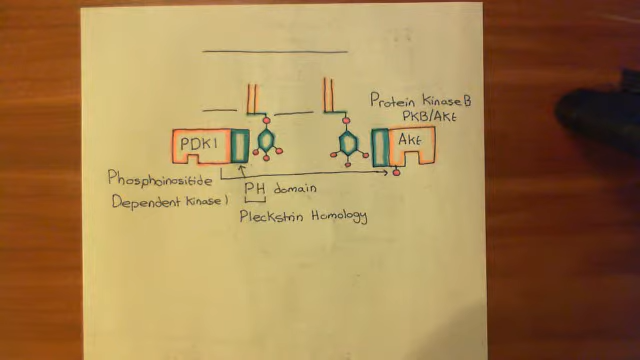 Protein Kinase B
PKB/Akt
PDK1
Akt
Phosphoinositide
Dependent Kinase 1
PH domain
Pleckstrin Homology